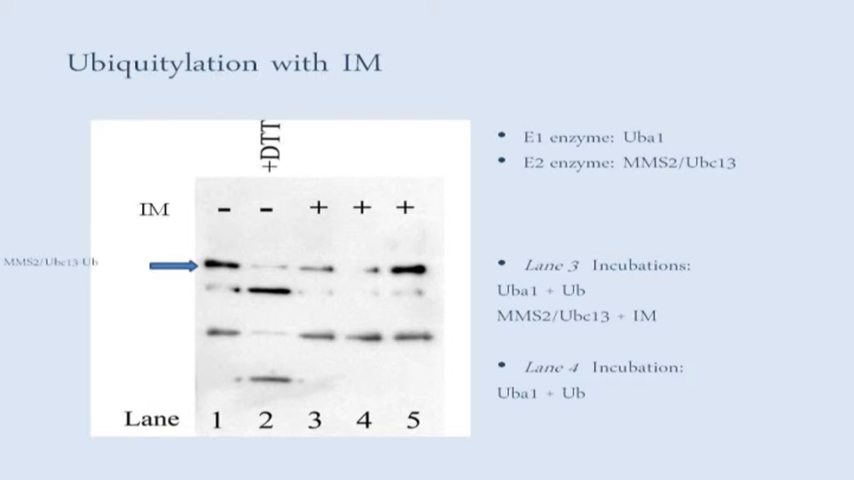 Ubiquitylation with IM
+DTT
IM - - + + +
MMS2/Ubc13-Ub
Lane 1 2 3 4 5
• E1 enzyme: Uba1
• E2 enzyme: MMS2/Ubc13
• Lane 3 Incubations:
Uba1 + Ub
MMS2/Ubc13 + IM
• Lane 4 Incubation:
Uba1 + Ub